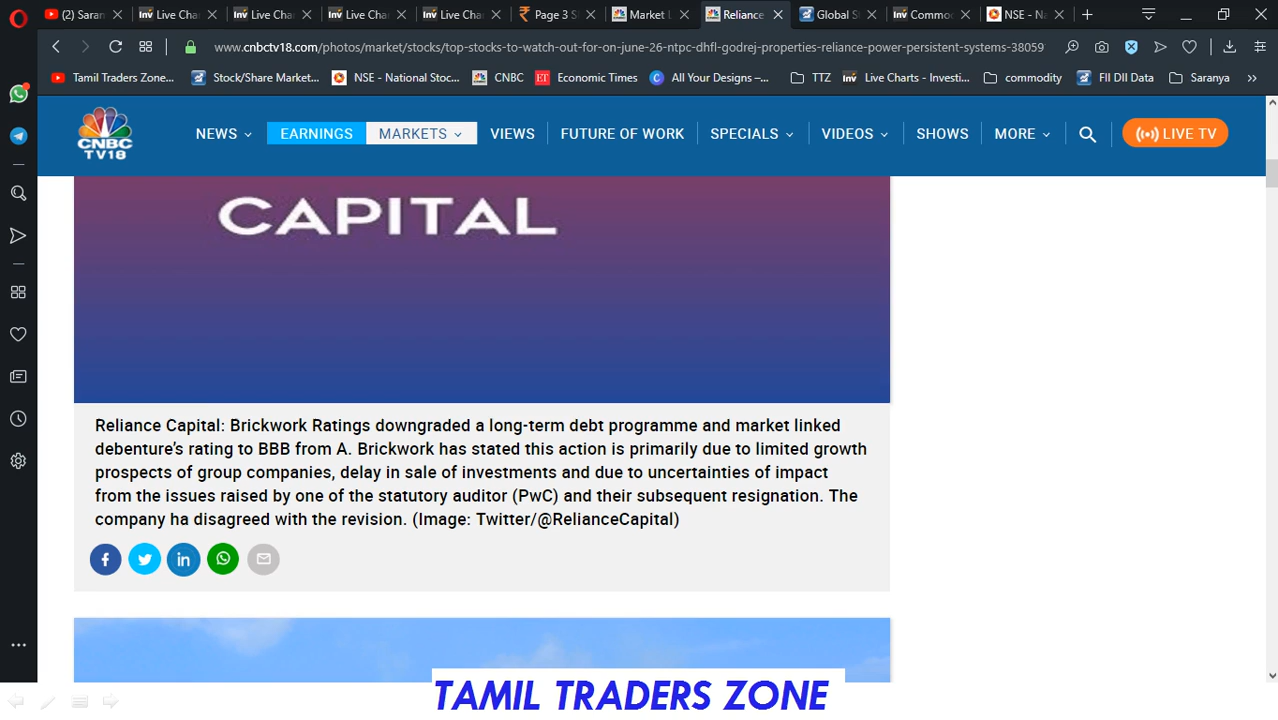 (2) Saran
Live Cha
Live Cha
Live Cha
Live Cha
Page 3 S
Market L
Reliance
Global S
Commod
NSE - Na
www.cnbctv18.com/photos/market/stocks/top-stocks-to-watch-out-for-on-june-26-ntpc-dhfl-godrej-properties-reliance-power-persistent-systems-38059
Tamil Traders Zone...
Stock/Share Market...
NSE - National Stoc...
CNBC
ET Economic Times
C All Your Designs –...
TTZ
Inv Live Charts - Investi...
commodity
FII DII Data
Saranya
CNBC
TV18
NEWS
EARNINGS
MARKETS
VIEWS
FUTURE OF WORK
SPECIALS
VIDEOS
SHOWS
MORE
LIVE TV
CAPITAL
Reliance Capital: Brickwork Ratings downgraded a long-term debt programme and market linked
debenture’s rating to BBB from A. Brickwork has stated this action is primarily due to limited growth
prospects of group companies, delay in sale of investments and due to uncertainties of impact
from the issues raised by one of the statutory auditor (PwC) and their subsequent resignation. The
company ha disagreed with the revision. (Image: Twitter/@RelianceCapital)
TAMIL TRADERS ZONE